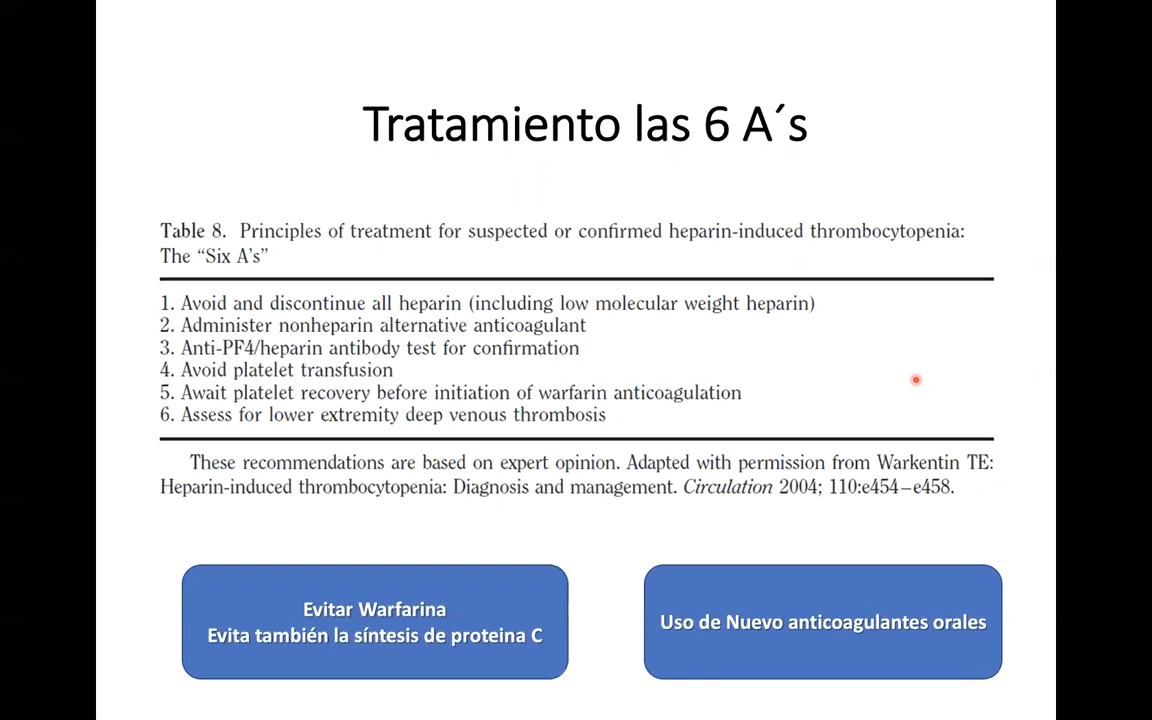 Tratamiento las 6 A´s
Table 8. Principles of treatment for suspected or confirmed heparin-induced thrombocytopenia:
The “Six A’s”
1. Avoid and discontinue all heparin (including low molecular weight heparin)
2. Administer nonheparin alternative anticoagulant
3. Anti-PF4/heparin antibody test for confirmation
4. Avoid platelet transfusion
5. Await platelet recovery before initiation of warfarin anticoagulation
6. Assess for lower extremity deep venous thrombosis
These recommendations are based on expert opinion. Adapted with permission from Warkentin TE:
Heparin-induced thrombocytopenia: Diagnosis and management. Circulation 2004; 110:e454–e458.
Evitar Warfarina
Evita también la síntesis de proteina C
Uso de Nuevo anticoagulantes orales